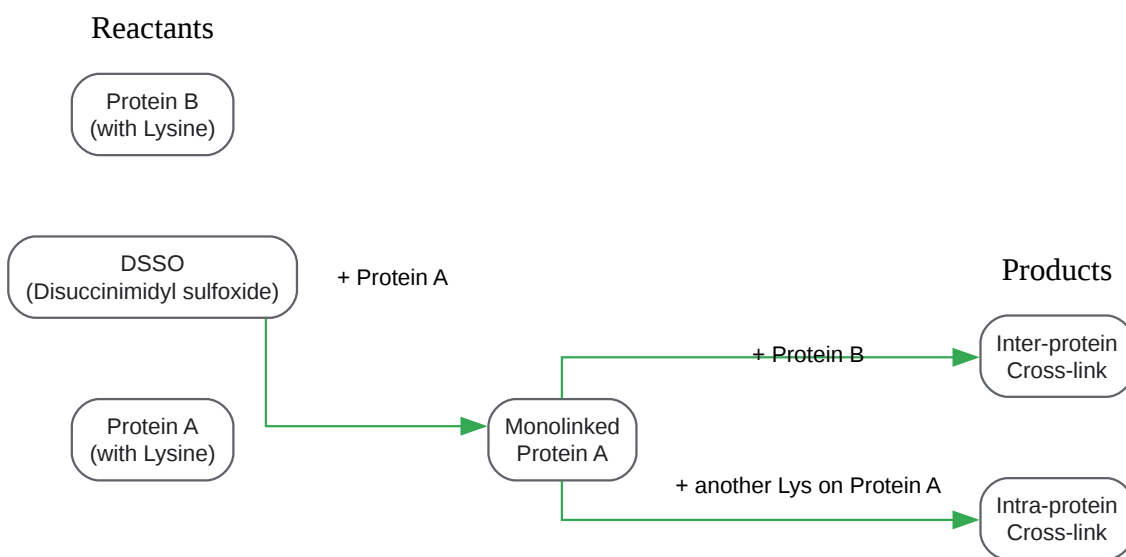 Reactants
Protein B
(with Lysine)
DSSO
(Disuccinimidyl sulfoxide)
+ Protein A
Products
Inter-protein
Cross-link
+ Protein B
Protein A
(with Lysine)
Monolinked
Protein A
+ another Lys on Protein A
Intra-protein
Cross-link